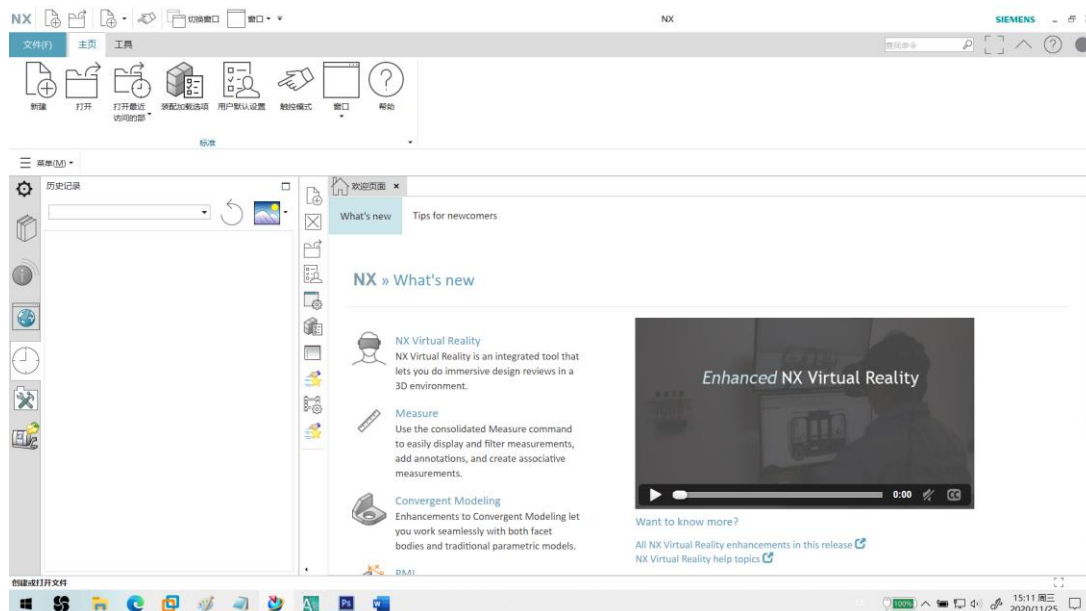 NX
切换窗口
窗口
NX
SIEMENS
文件(F)
主页
工具
查找命令
新建
打开
打开最近
访问的部
装配加载选项
用户默认设置
触控模式
窗口
帮助
标准
菜单(M)
历史记录
欢迎页面
What's new
Tips for newcomers
NX » What's new
NX Virtual Reality
NX Virtual Reality is an integrated tool that
lets you do immersive design reviews in a
3D environment.
Measure
Use the consolidated Measure command
to easily display and filter measurements,
add annotations, and create associative
measurements.
Convergent Modeling
Enhancements to Convergent Modeling let
you work seamlessly with both facet
bodies and traditional parametric models.
PMI
Enhanced NX Virtual Reality
0:00
CC
Want to know more?
All NX Virtual Reality enhancements in this release
NX Virtual Reality help topics
创建或打开文件
Ps
100%
15:11 周三
2020/11/25